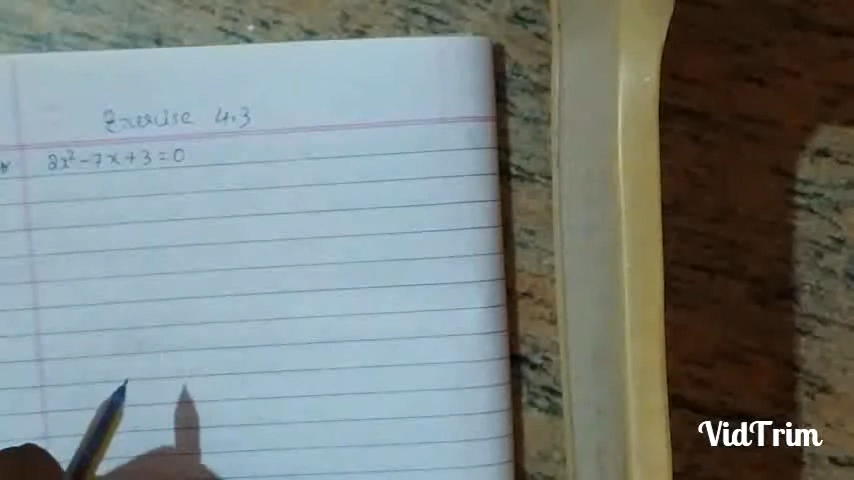 Exercise 4.3
2x² - 7x + 3 = 0
VidTrim